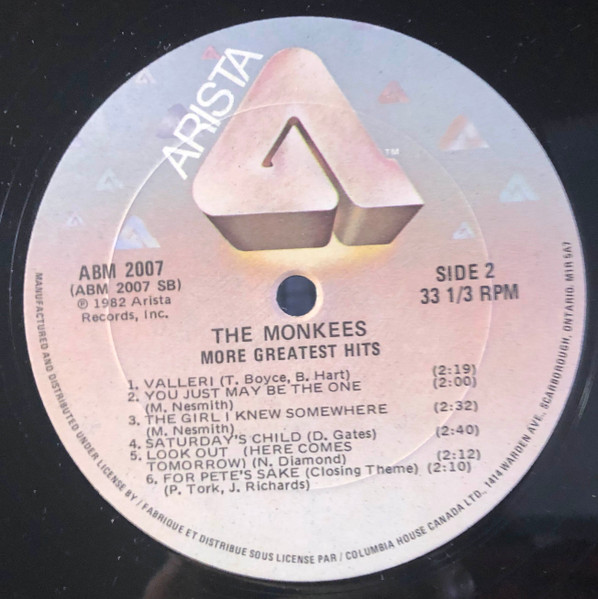 ARISTA
TM
ABM 2007
(ABM 2007 SB)
℗ 1982 Arista
Records, Inc.
SIDE 2
33 1/3 RPM
THE MONKEES
MORE GREATEST HITS
1. VALLERI (T. Boyce, B. Hart) (2:19)
2. YOU JUST MAY BE THE ONE (2:00)
(M. Nesmith)
3. THE GIRL I KNEW SOMEWHERE (2:32)
(M. Nesmith)
4. SATURDAY'S CHILD (D. Gates) (2:40)
5. LOOK OUT (HERE COMES
TOMORROW) (N. Diamond) (2:12)
6. FOR PETE'S SAKE (Closing Theme) (2:10)
(P. Tork, J. Richards)
MANUFACTURED AND DISTRIBUTED UNDER LICENSE BY / FABRIQUE ET DISTRIBUE SOUS LICENSE PAR / COLUMBIA HOUSE CANADA LTD., 1414 WARDEN AVE., SCARBOROUGH, ONTARIO. M1R 5A7